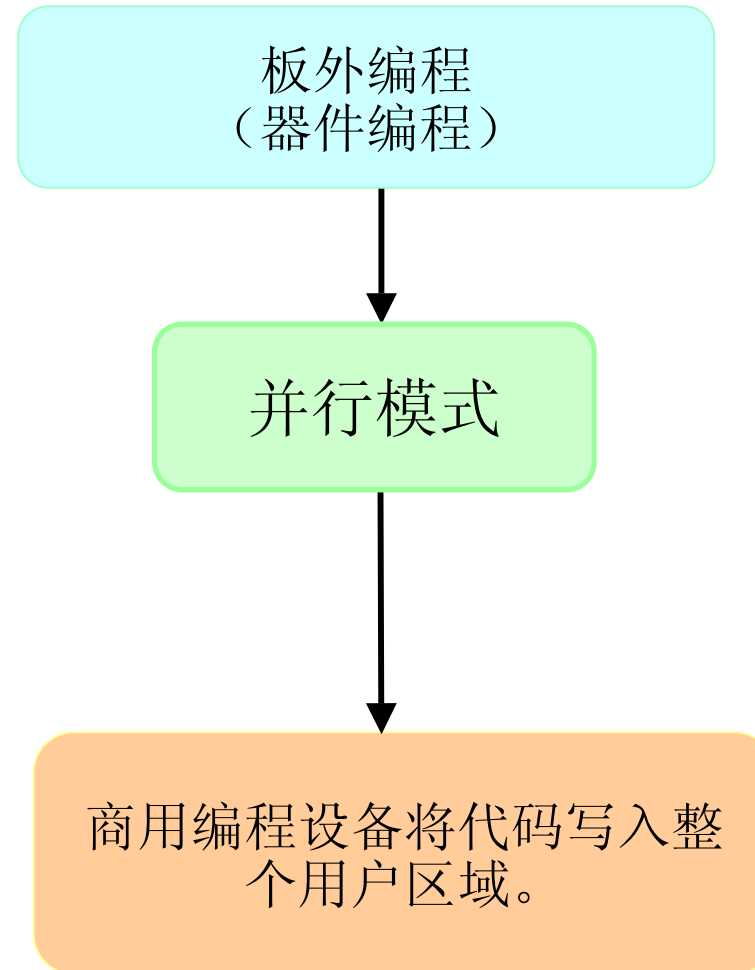 板外编程
（器件编程）
并行模式
商用编程设备将代码写入整
个用户区域。